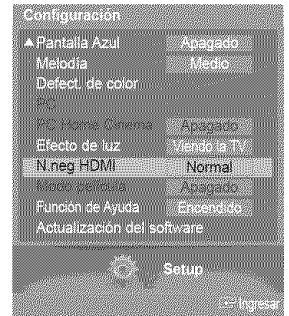 Configuración
▲Pantalla Azul Apagado
Melodía Medio
Defect. de color
PC
PC Home Cinema Apagado
Efecto de luz Viendo la TV
N.neg HDMI Normal
Modo película Apagado
Función de Ayuda Encendido
Actualización del software
Setup
Ingresar